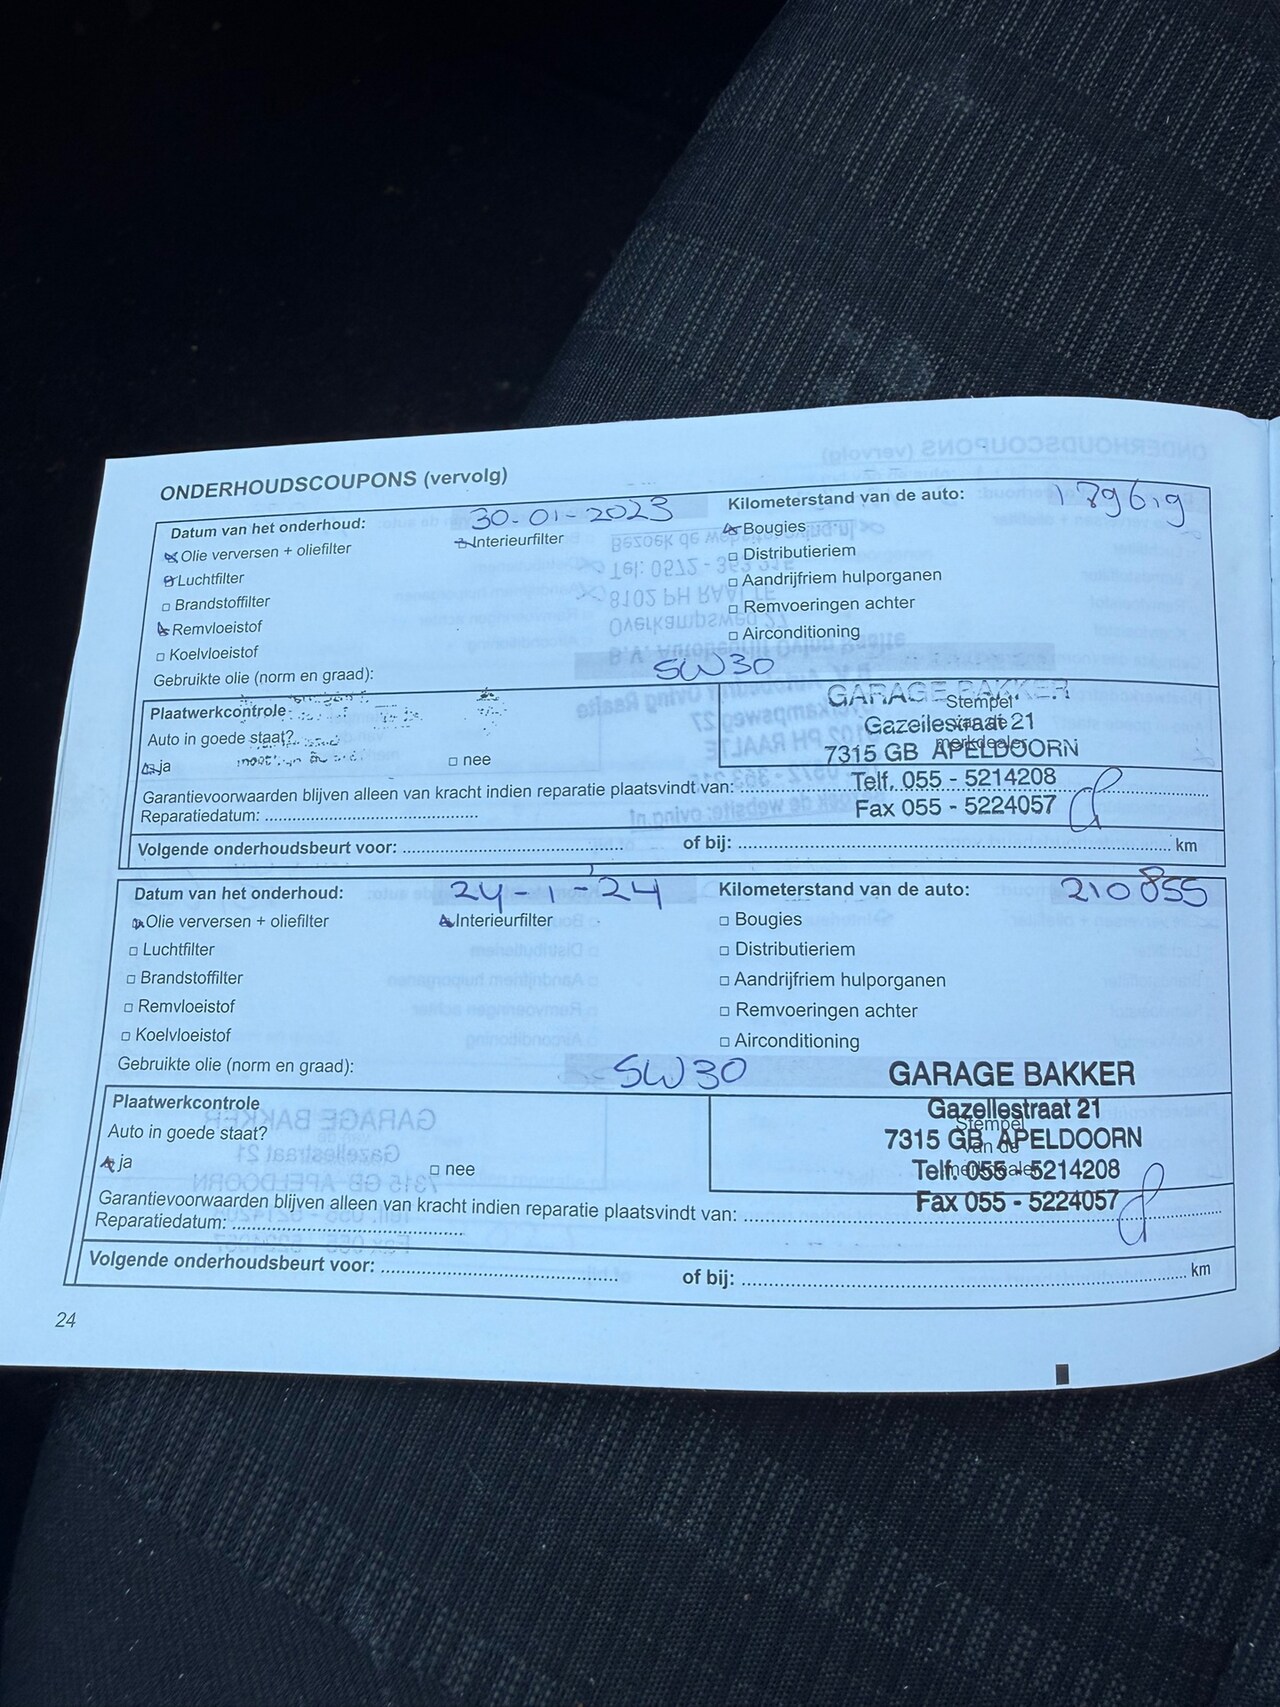 ONDERHOUDSCOUPONS (vervolg)
Datum van het onderhoud: 30-01-2023 Kilometerstand van de auto:
Olie verversen + oliefilter Interieurfilter Bougies
Luchtfilter Distributieriem
Brandstoffilter Aandrijfriem hulporganen
Remvloeistof Remvoeringen achter
Koelvloeistof Airconditioning
Gebruikte olie (norm en graad): 5W30
Plaatwerkcontrole
Auto in goede staat?
ja nee
GARAGE BAKKER
Stempel
van de
merkdealer
Gazellestraat 21
7315 GB APELDOORN
Telf. 055 - 5214208
Fax 055 - 5224057
Garantievoorwaarden blijven alleen van kracht indien reparatie plaatsvindt van:
Reparatiedatum:
Volgende onderhoudsbeurt voor: of bij: km
Datum van het onderhoud: 24-1-24 Kilometerstand van de auto: 210855
Olie verversen + oliefilter Interieurfilter Bougies
Luchtfilter Distributieriem
Brandstoffilter Aandrijfriem hulporganen
Remvloeistof Remvoeringen achter
Koelvloeistof Airconditioning
Gebruikte olie (norm en graad): 5W30
Plaatwerkcontrole
Auto in goede staat?
ja nee
GARAGE BAKKER
Gazellestraat 21
7315 GB APELDOORN
Telf. 055 - 5214208
Fax 055 - 5224057
Stempel
van de
merkdealer
Garantievoorwaarden blijven alleen van kracht indien reparatie plaatsvindt van:
Reparatiedatum:
Volgende onderhoudsbeurt voor: of bij: km
24